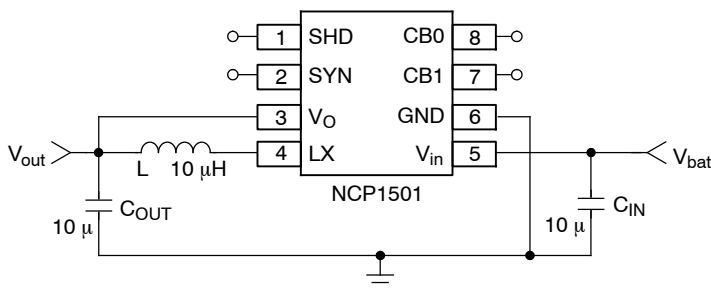 1 SHD CB0 8
2 SYN CB1 7
3 VO GND 6
Vout L 10 μH 4 LX Vin 5 Vbat
NCP1501
COUT CIN
10 μ 10 μ